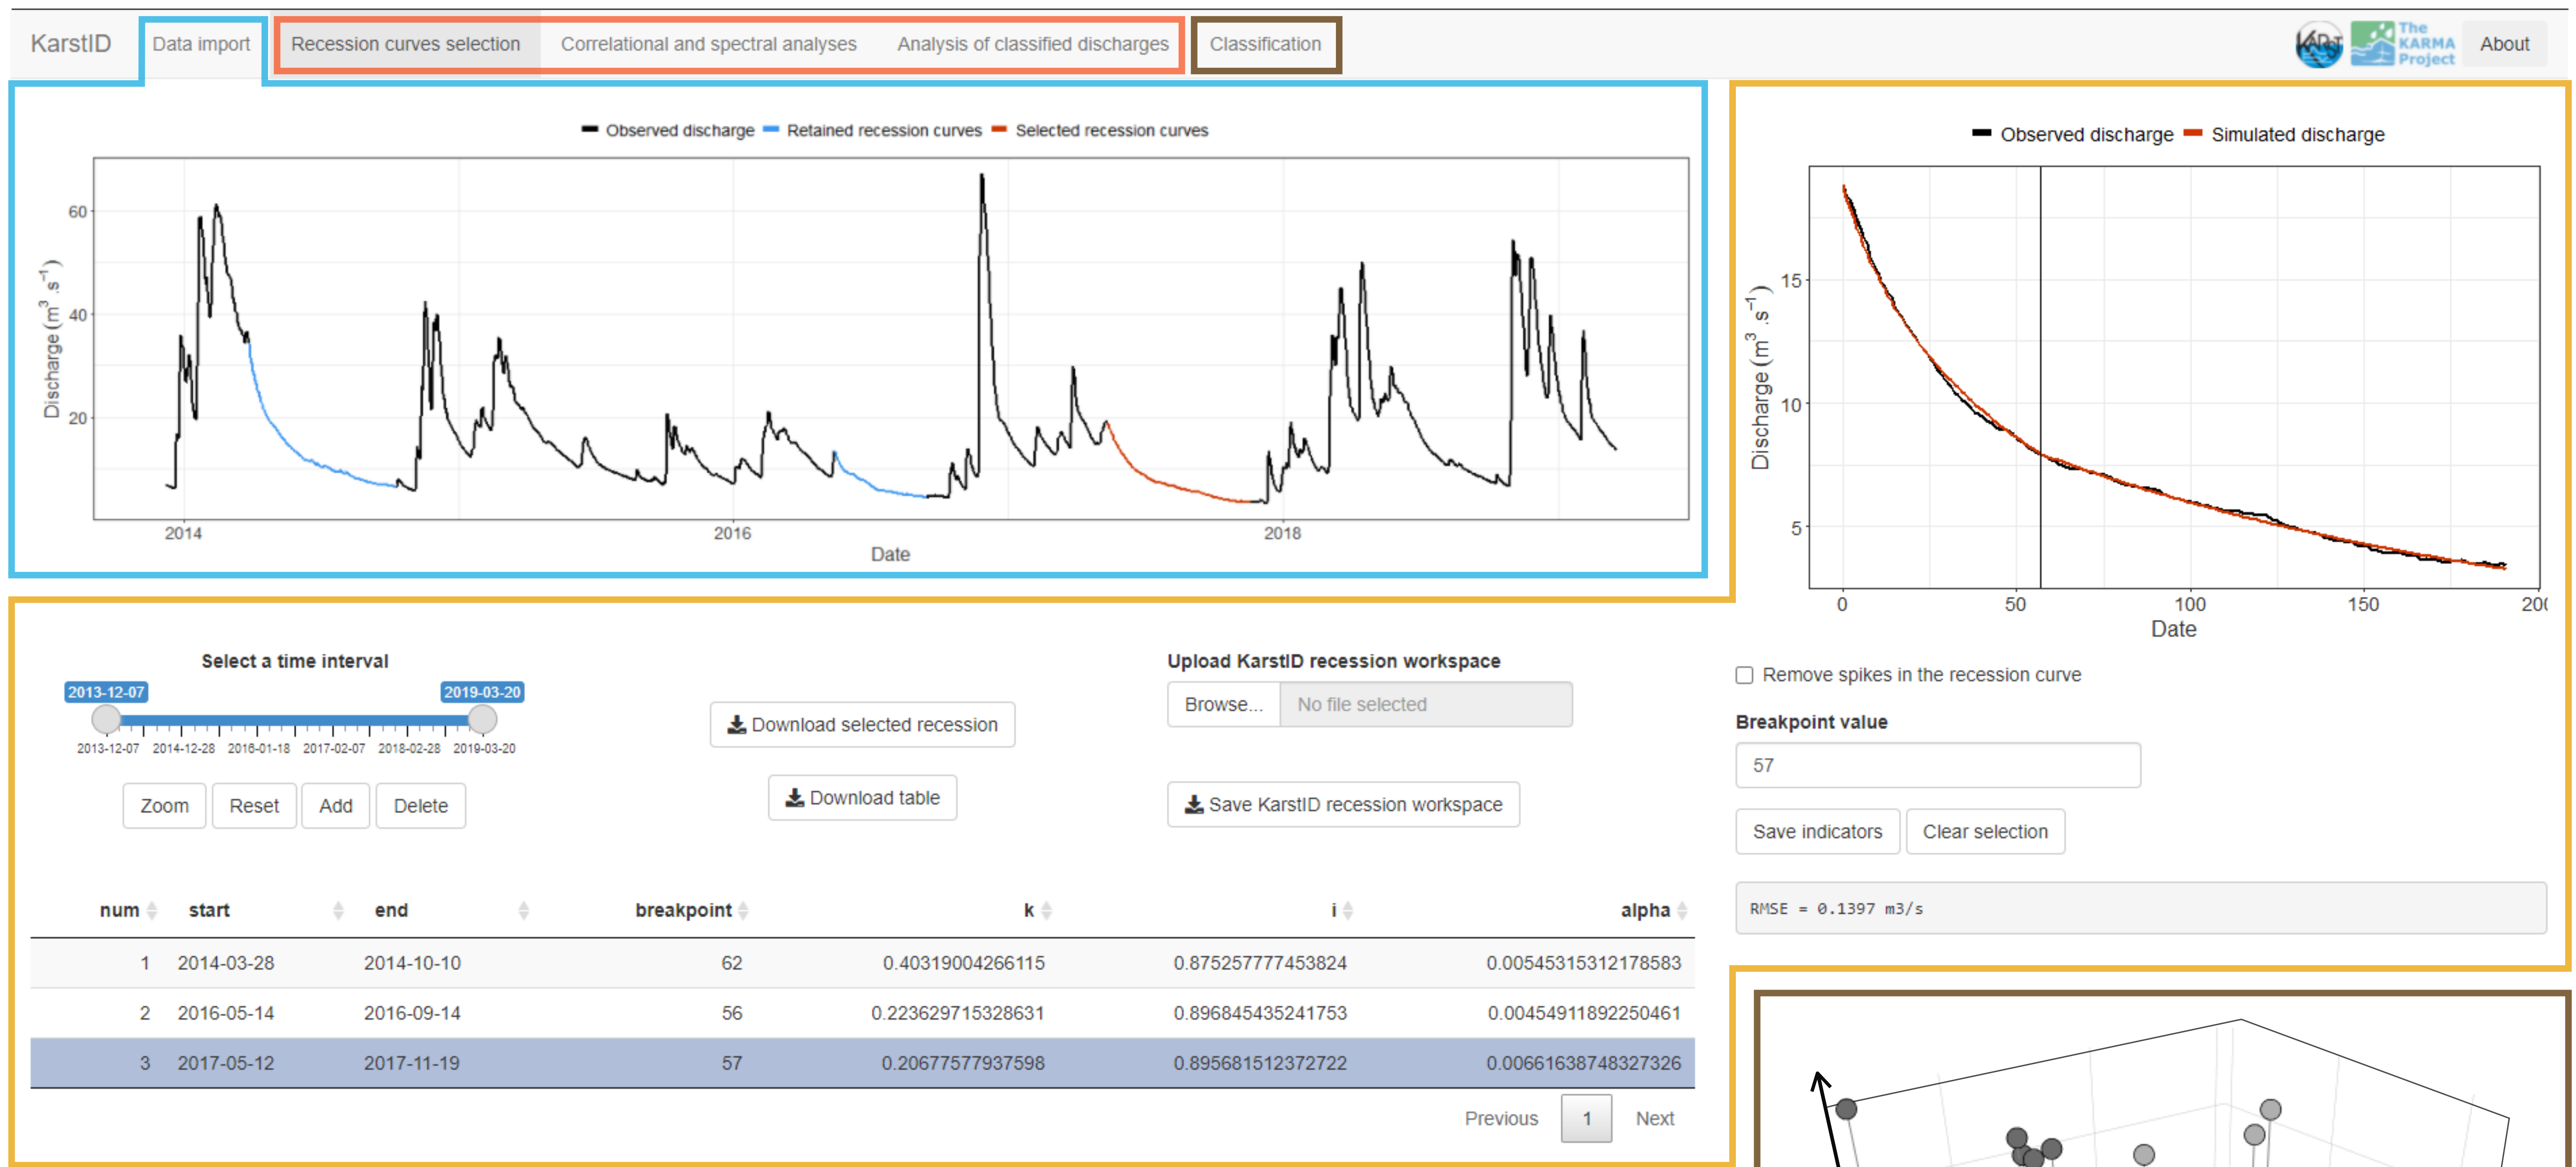 KarstID Data import Recession curves selection Correlational and spectral analyses Analysis of classified discharges Classification KARST The KARMA Project About
Observed discharge Retained recession curves Selected recession curves
Discharge (m³ .s⁻¹)
60
40
20
2014 2016 2018
Date
Observed discharge Simulated discharge
Discharge (m³ .s⁻¹)
15
10
5
0 50 100 150 200
Date
Select a time interval
2013-12-07 2019-03-20
2013-12-07 2014-12-28 2016-01-18 2017-02-07 2018-02-28 2019-03-20
Zoom Reset Add Delete
Download selected recession
Download table
Upload KarstID recession workspace
Browse... No file selected
Save KarstID recession workspace
Remove spikes in the recession curve
Breakpoint value
57
Save indicators Clear selection
RMSE = 0.1397 m3/s
num start end breakpoint k i alpha
1 2014-03-28 2014-10-10 62 0.40319004266115 0.875257777453824 0.00545315312178583
2 2016-05-14 2016-09-14 56 0.223629715328631 0.896845435241753 0.00454911892250461
3 2017-05-12 2017-11-19 57 0.20677577937598 0.895681512372722 0.00661638748327326
Previous 1 Next